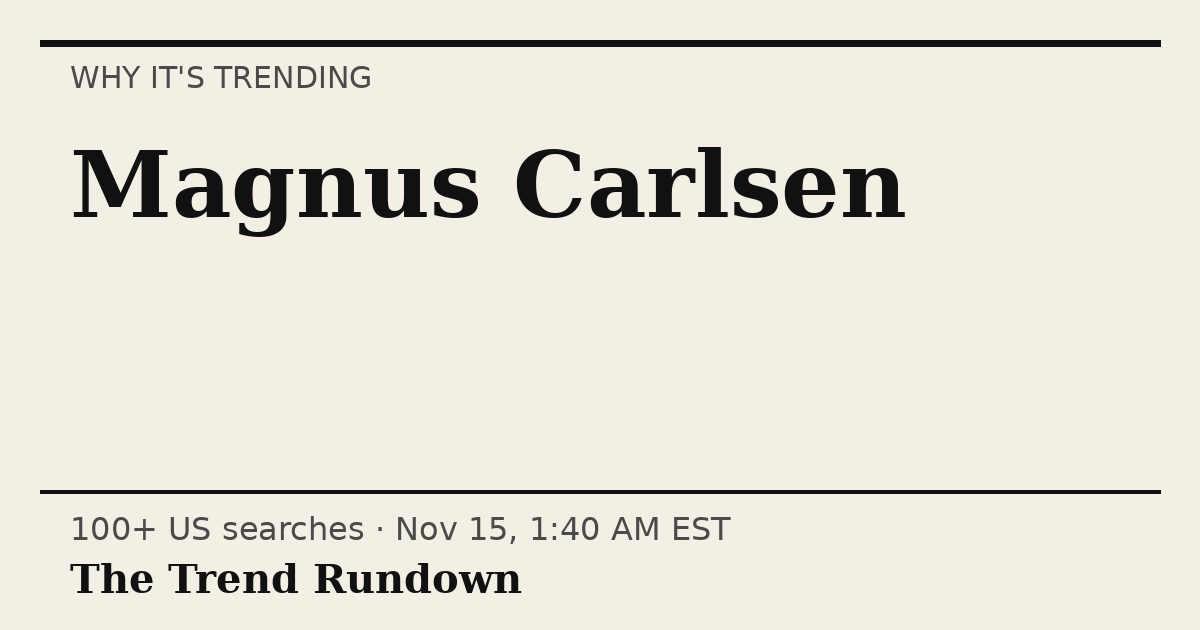 WHY IT'S TRENDING
Magnus Carlsen
100+ US searches · Nov 15, 1:40 AM EST
The Trend Rundown